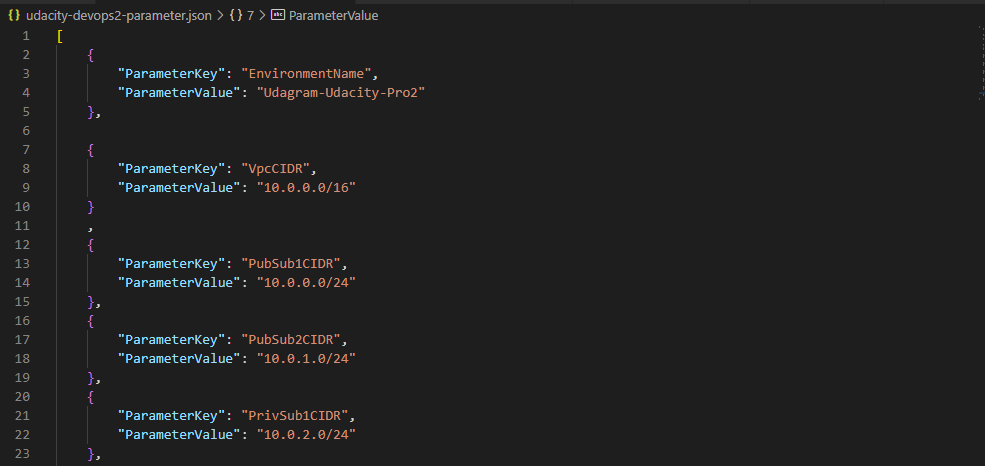 {} udacity-devops2-parameter.json > {} 7 > abc ParameterValue
1 [
2 {
3 "ParameterKey": "EnvironmentName",
4 "ParameterValue": "Udagram-Udacity-Pro2"
5 },
6
7 {
8 "ParameterKey": "VpcCIDR",
9 "ParameterValue": "10.0.0.0/16"
10 }
11 ,
12 {
13 "ParameterKey": "PubSub1CIDR",
14 "ParameterValue": "10.0.0.0/24"
15 },
16 {
17 "ParameterKey": "PubSub2CIDR",
18 "ParameterValue": "10.0.1.0/24"
19 },
20 {
21 "ParameterKey": "PrivSub1CIDR",
22 "ParameterValue": "10.0.2.0/24"
23 },